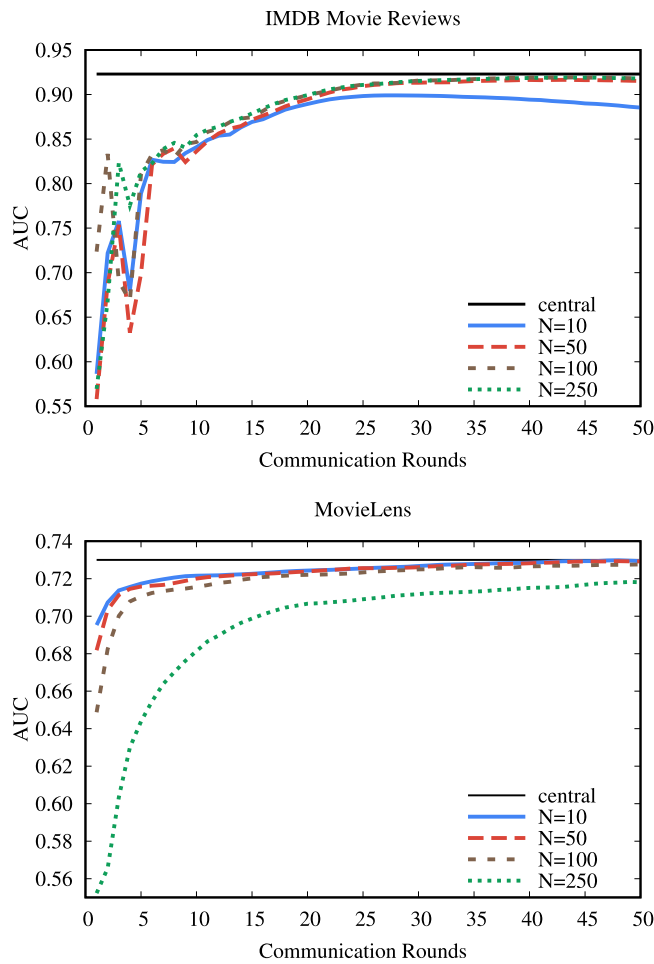 IMDB Movie Reviews
0.95
0.90
0.85
0.80
0.75
0.70
0.65
0.60
0.55
AUC
central
N=10
N=50
N=100
N=250
0 5 10 15 20 25 30 35 40 45 50
Communication Rounds
MovieLens
0.74
0.72
0.70
0.68
0.66
0.64
0.62
0.60
0.58
0.56
AUC
central
N=10
N=50
N=100
N=250
0 5 10 15 20 25 30 35 40 45 50
Communication Rounds